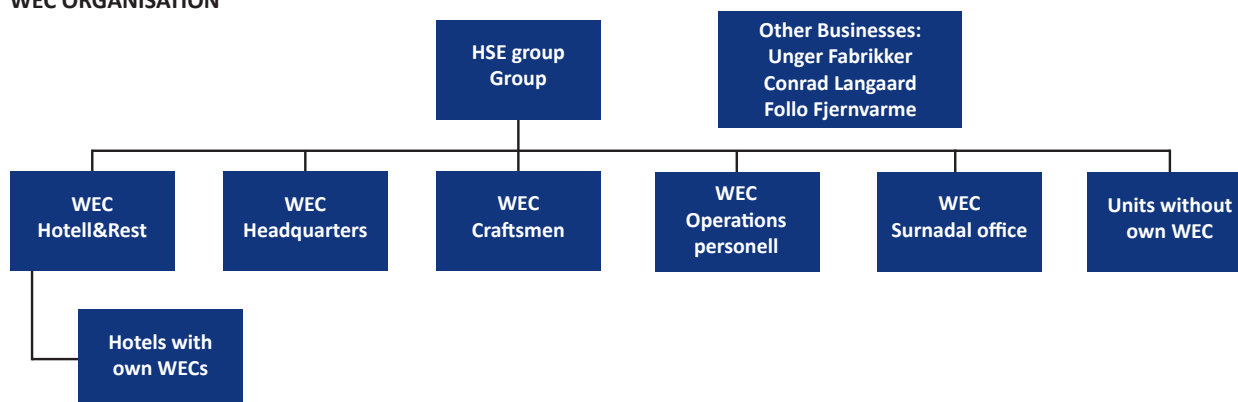 WEC ORGANISATION
HSE group
Group
Other Businesses:
Unger Fabrikker
Conrad Langaard
Follo Fjernvarme
WEC
Hotell&Rest
WEC
Headquarters
WEC
Craftsmen
WEC
Operations
personell
WEC
Surnadal office
Units without
own WEC
Hotels with
own WECs